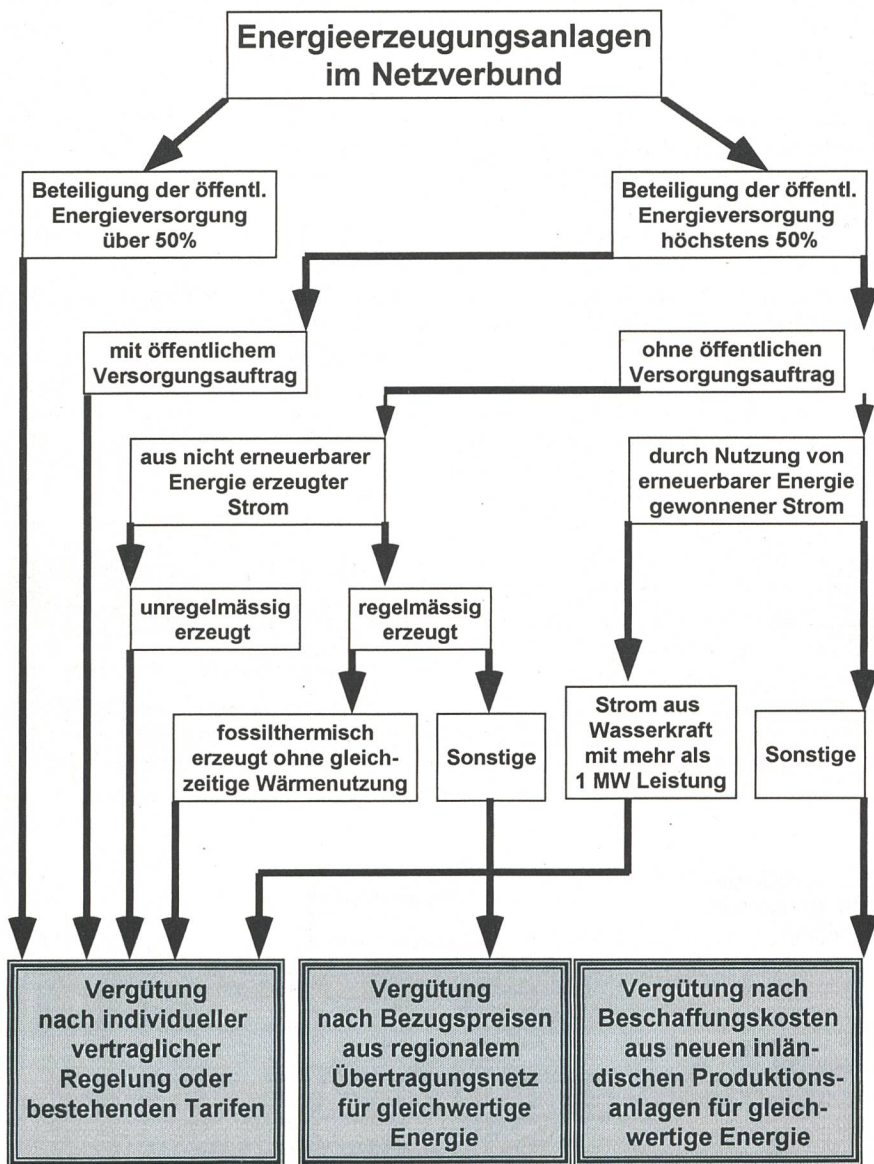 Energieerzeugungsanlagen
im Netzverbund
Beteiligung der öffentl.
Energieversorgung
über 50%
Beteiligung der öffentl.
Energieversorgung
höchstens 50%
mit öffentlichem
Versorgungsauftrag
ohne öffentlichen
Versorgungsauftrag
aus nicht erneuerbarer
Energie erzeugter
Strom
durch Nutzung von
erneuerbarer Energie
gewonnener Strom
unregelmässig
erzeugt
regelmässig
erzeugt
fossilthermisch
erzeugt ohne gleich-
zeitige Wärmenutzung
Sonstige
Strom aus
Wasserkraft
mit mehr als
1 MW Leistung
Sonstige
Vergütung
nach individueller
vertraglicher
Regelung oder
bestehenden Tarifen
Vergütung
nach Bezugspreisen
aus regionalem
Übertragungsnetz
für gleichwertige
Energie
Vergütung nach
Beschaffungskosten
aus neuen inlän-
dischen Produktions-
anlagen für gleich-
wertige Energie